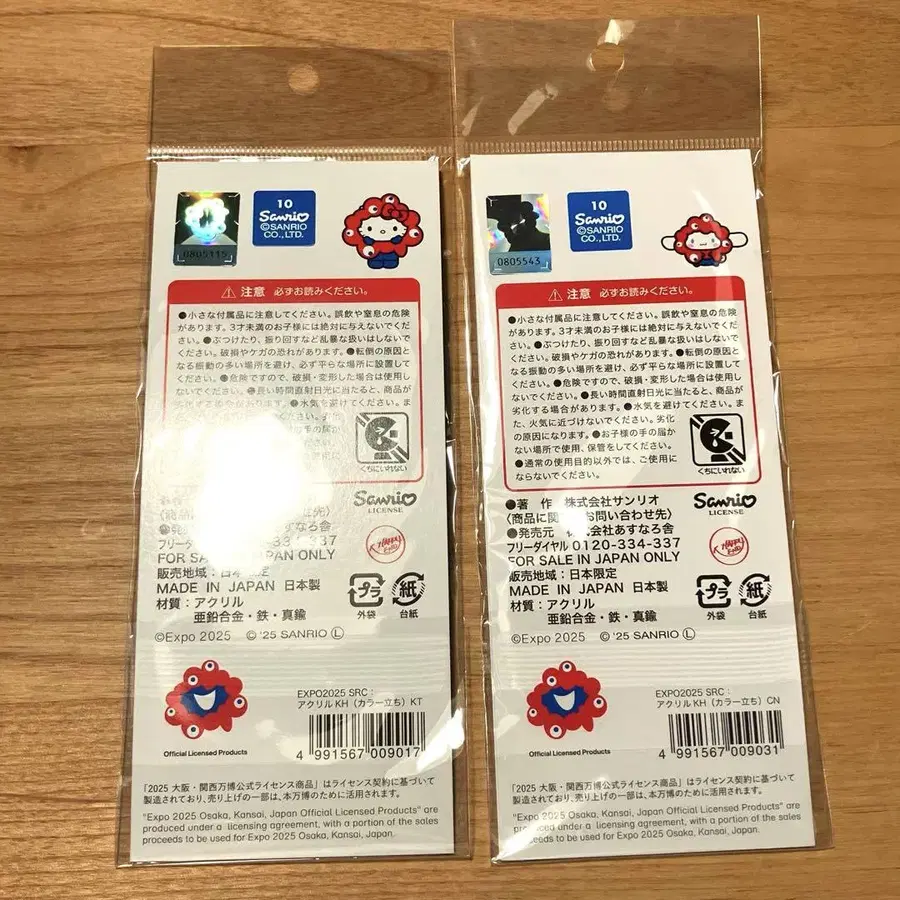 0805115
10
Sanrio
©SANRIO
CO., LTD.
注意 必ずお読みください。
●小さな付属品に注意してください。誤飲や窒息の危険
があります。3才未満のお子様には絶対に与えないでくだ
さい。●ぶつけたり、振り回すなど乱暴な扱いはしないで
ください。破損やケガの恐れがあります。●転倒の原因と
なる振動の多い場所を避け、必ず平らな場所に設置して
ください。●危険ですので、破損・変形した場合は使用し
ないでください。●長い時間直射日光に当たると、商品が
劣化する場合があります。●水気を避けてください。ま
くちにいれない
Sanrio
LICENSE
あすなろ舎
フリーダイヤル
334-337
FOR SALE IN JAPAN ONLY
販売地域：日本限定
MADE IN JAPAN 日本製
材質：アクリル
亜鉛合金・鉄・真鍮
プラ
外袋
紙
台紙
©Expo 2025 © '25 SANRIO Ⓛ
Official Licensed Products
EXPO2025 SRC：
アクリルKH（カラー立ち）KT
4 991567 009017
「2025 大阪・関西万博公式ライセンス商品」はライセンス契約に基づいて
製造されており、売り上げの一部は、本万博のために活用されます。
"Expo 2025 Osaka, Kansai, Japan Official Licensed Products" are
produced under a licensing agreement, with a portion of the sales
proceeds to be used for Expo 2025 Osaka, Kansai, Japan.
0805543
10
Sanrio
©SANRIO
CO., LTD.
注意 必ずお読みください。
●小さな付属品に注意してください。誤飲や窒息の危険
があります。3才未満のお子様には絶対に与えないでくだ
さい。●ぶつけたり、振り回すなど乱暴な扱いはしないで
ください。破損やケガの恐れがあります。●転倒の原因と
なる振動の多い場所を避け、必ず平らな場所に設置して
ください。●危険ですので、破損・変形した場合は使用し
ないでください。●長い時間直射日光に当たると、商品が
劣化する場合があります。●水気を避けてください。ま
た、火気に近づけないでください。劣化
の原因になります。●お子様の手の届か
ない場所で使用、保管をしてください。
●通常の使用目的以外では、ご使用に
ならないでください。
くちにいれない
●著 作 株式会社サンリオ
〈商品に関するお問い合わせ先〉
●発売元 株式会社あすなろ舎
フリーダイヤル 0120-334-337
FOR SALE IN JAPAN ONLY
販売地域：日本限定
MADE IN JAPAN 日本製
材質：アクリル
亜鉛合金・鉄・真鍮
Sanrio
LICENSE
プラ
外袋
紙
台紙
©Expo 2025 © '25 SANRIO Ⓛ
Official Licensed Products
EXPO2025 SRC：
アクリルKH（カラー立ち）CN
4 991567 009031
「2025 大阪・関西万博公式ライセンス商品」はライセンス契約に基づいて
製造されており、売り上げの一部は、本万博のために活用されます。
"Expo 2025 Osaka, Kansai, Japan Official Licensed Products" are
produced under a licensing agreement, with a portion of the sales
proceeds to be used for Expo 2025 Osaka, Kansai, Japan.